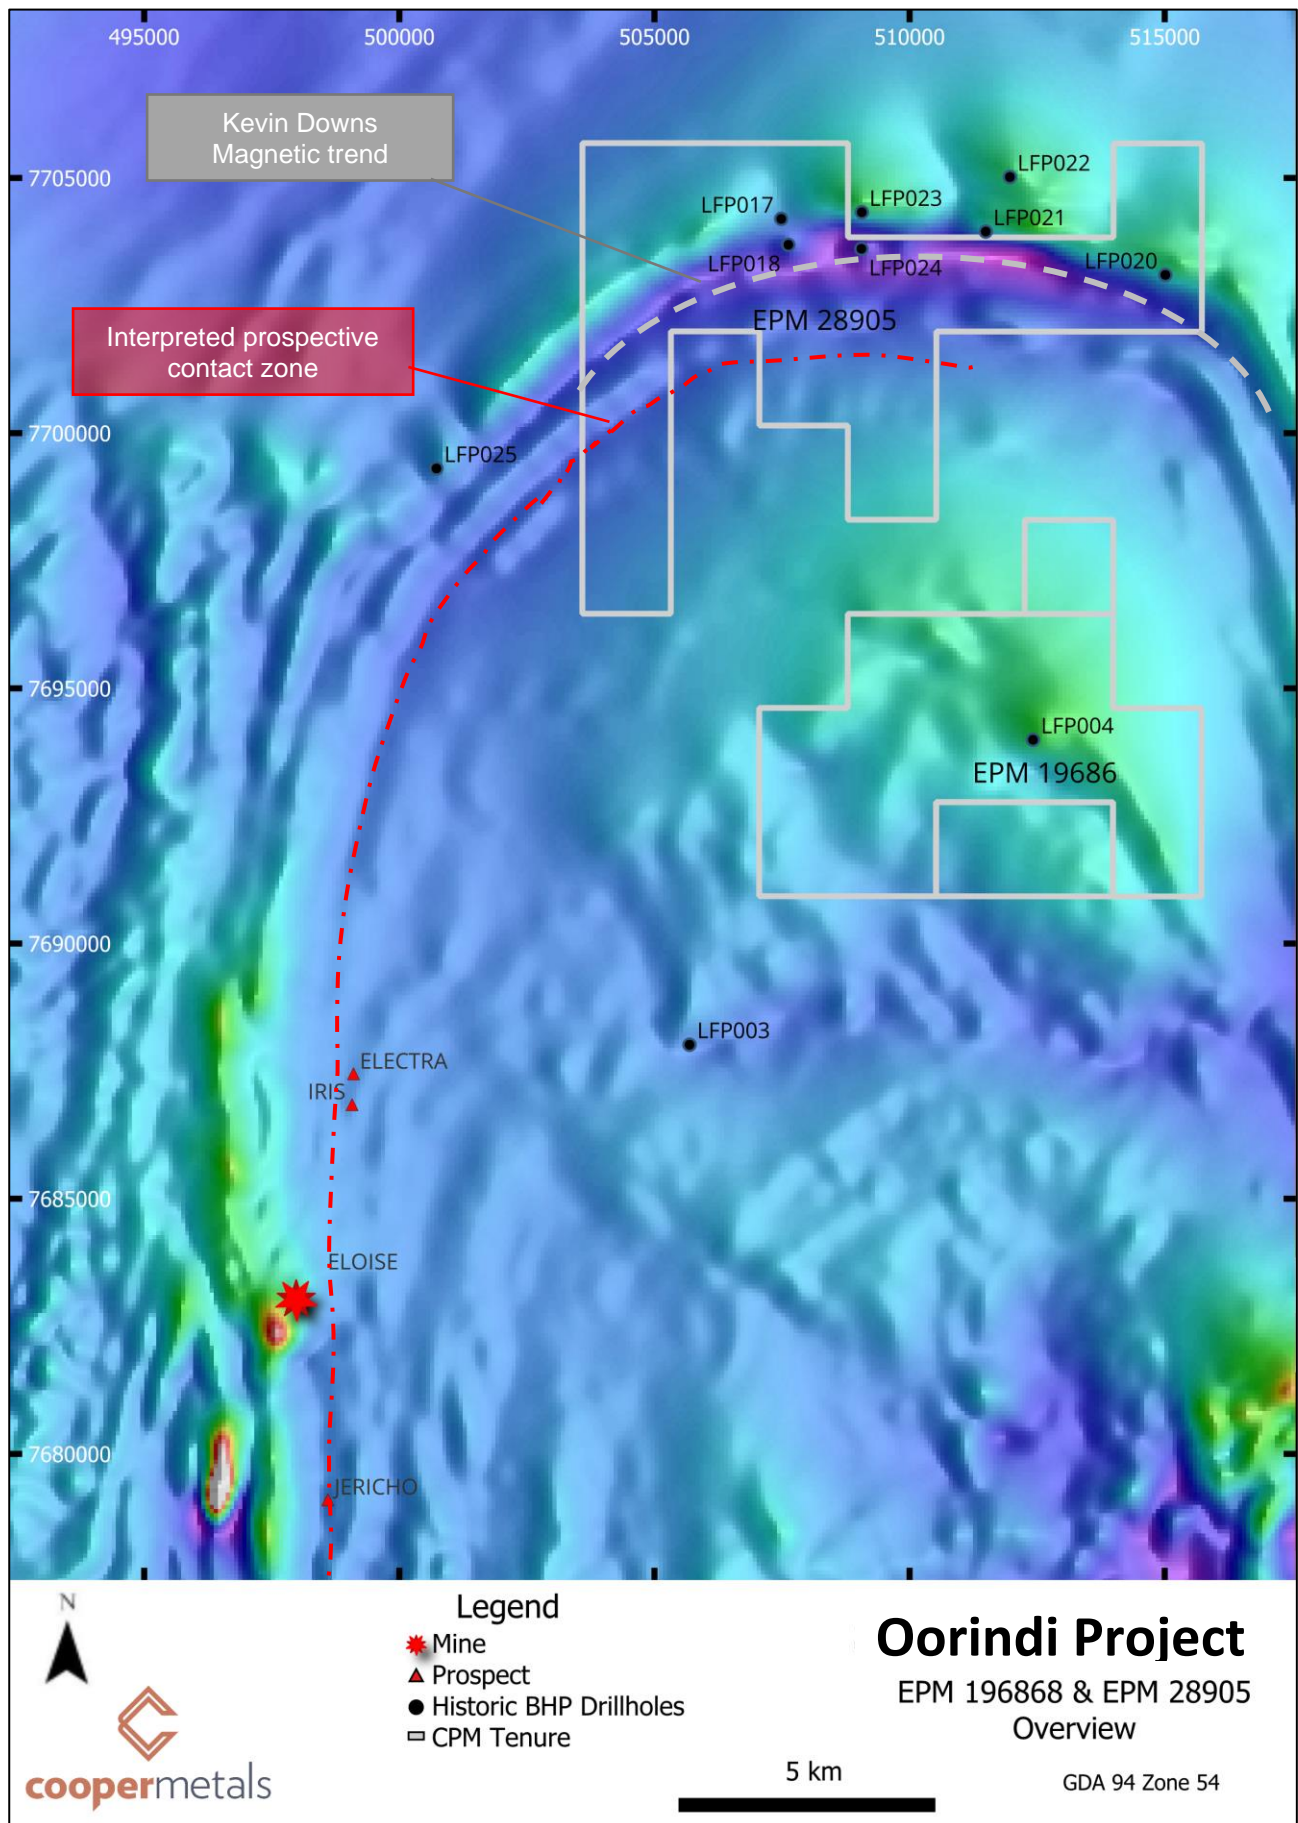 495000
500000
505000
510000
515000
Kevin Downs
Magnetic trend
7705000
LFP022
LFP017
LFP023
LFP021
LFP018
LFP024
LFP020
EPM 28905
Interpreted prospective
contact zone
7700000
LFP025
7695000
LFP004
EPM 19686
7690000
LFP003
ELECTRA
IRIS
7685000
ELOISE
7680000
JERICHO
N
Legend
Mine
Prospect
Historic BHP Drillholes
CPM Tenure
coopermetals
5 km
Oorindi Project
EPM 196868 & EPM 28905
Overview
GDA 94 Zone 54